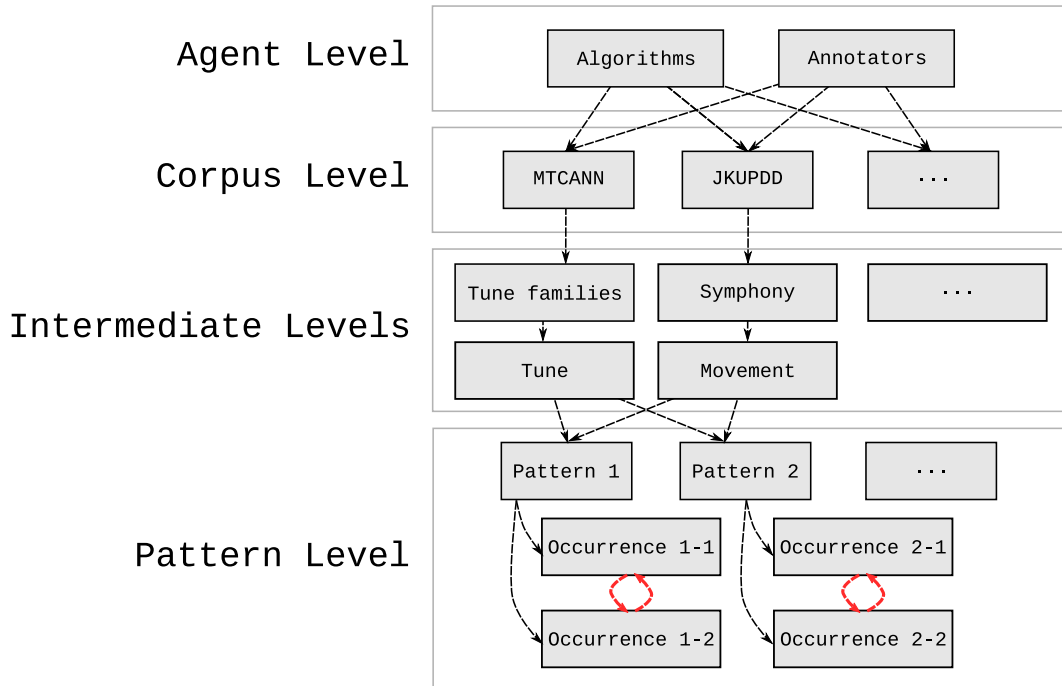 Agent Level
Algorithms
Annotators
Corpus Level
MTCANN
JKUPDD
...
Intermediate Levels
Tune families
Symphony
...
Tune
Movement
Pattern Level
Pattern 1
Pattern 2
...
Occurrence 1-1
Occurrence 2-1
Occurrence 1-2
Occurrence 2-2